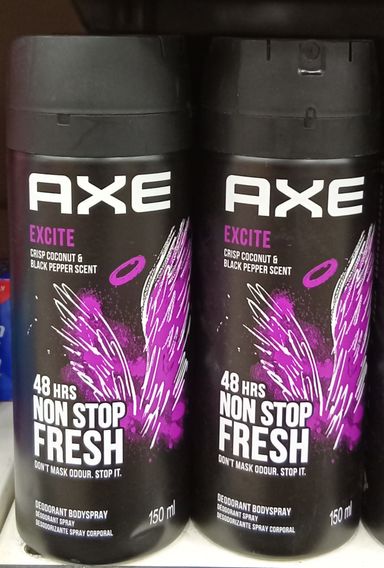 AXE
EXCITE
CRISP COCONUT &
BLACK PEPPER SCENT
48 HRS
NON STOP
FRESH
DON'T MASK ODOUR. STOP IT.
DEODORANT BODYSPRAY
DÉODORANT SPRAY
DESODORIZANTE SPRAY CORPORAL
150 ml
AXE
EXCITE
CRISP COCONUT &
BLACK PEPPER SCENT
48 HRS
NON STOP
FRESH
DON'T MASK ODOUR. STOP IT.
DEODORANT BODYSPRAY
DÉODORANT SPRAY
DESODORIZANTE SPRAY CORPORAL
150 ml